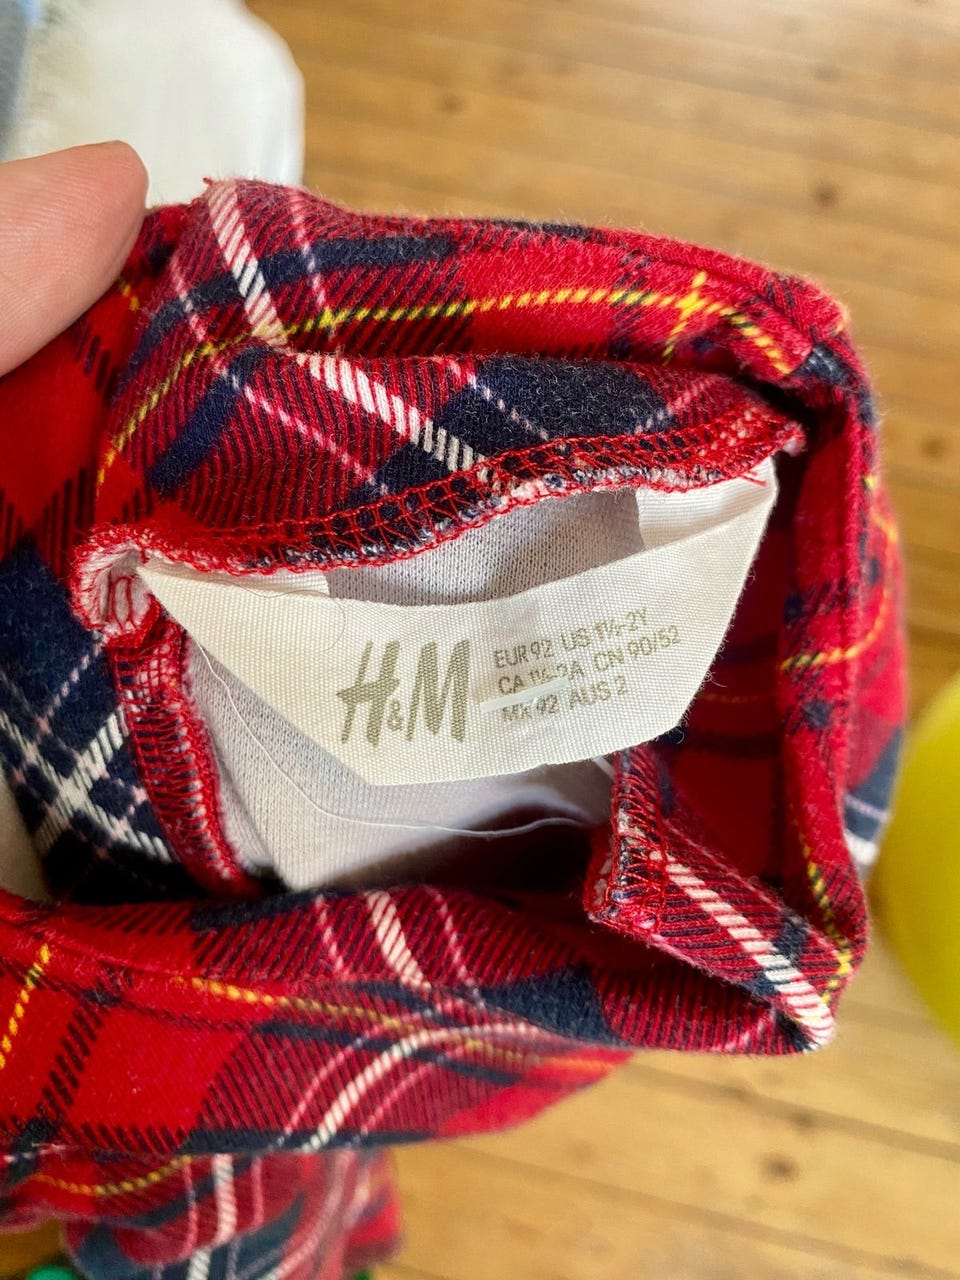 H&M
EUR 92 US 1½-2Y
CA 1½-2A CN 90/52
MX 92 AUS 2